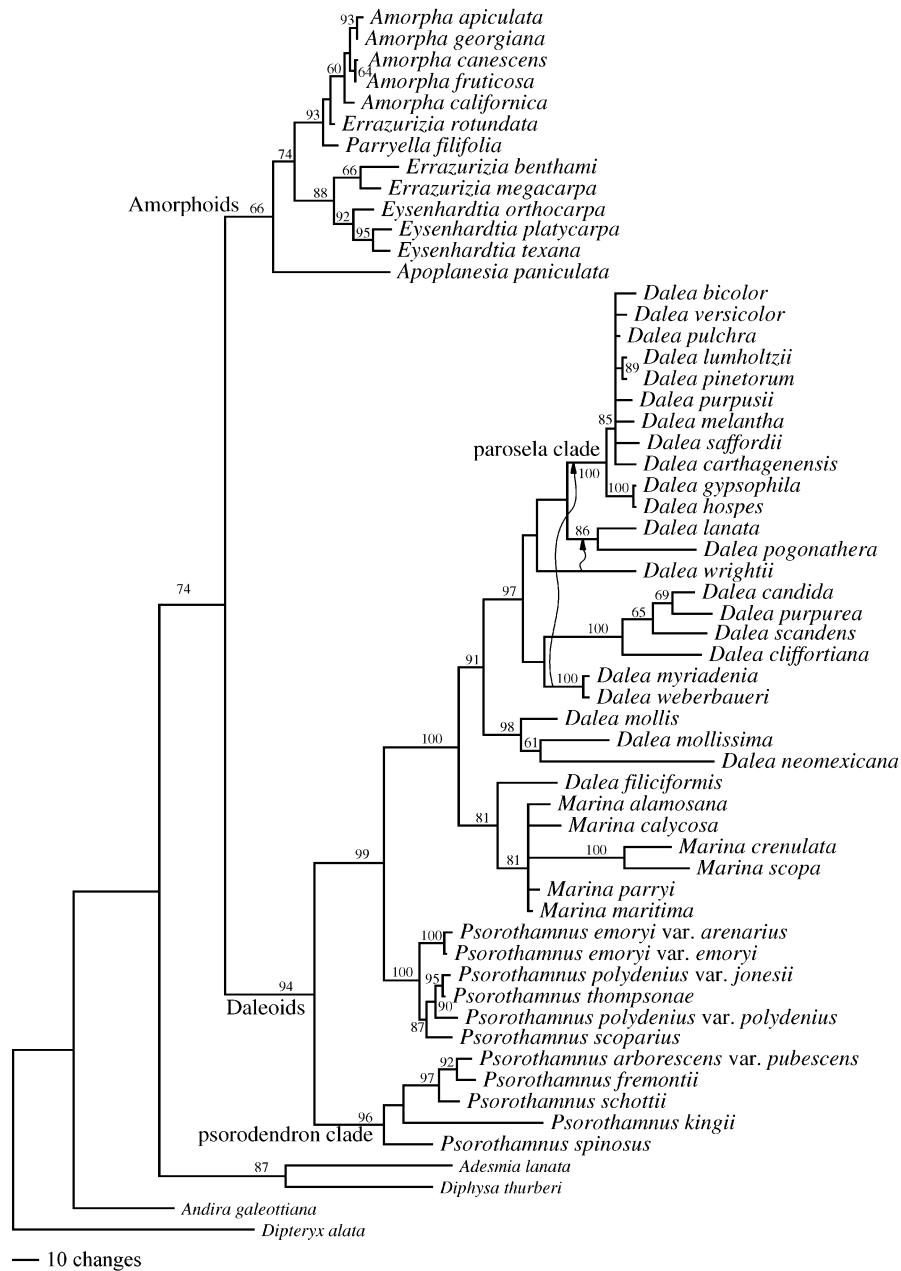 93
Amorpha apiculata
Amorpha georgiana
Amorpha canescens
60
64
Amorpha fruticosa
Amorpha californica
93
Errazurizia rotundata
Parryella filifolia
74
Errazurizia benthami
66
Errazurizia megacarpa
88
Amorphoids
66
Eysenhardtia orthocarpa
92
Eysenhardtia platycarpa
95
Eysenhardtia texana
Apoplanesia paniculata
Dalea bicolor
Dalea versicolor
Dalea pulchra
Dalea lumholtzii
89
Dalea pinetorum
Dalea purpusii
85
Dalea melantha
Dalea saffordii
parosela clade
Dalea carthagenensis
100
Dalea gypsophila
100
Dalea hospes
Dalea lanata
86
Dalea pogonathera
Dalea wrightii
74
97
69
Dalea candida
65
Dalea purpurea
100
Dalea scandens
Dalea cliffortiana
91
100
Dalea myriadenia
Dalea weberbaueri
Dalea mollis
98
100
61
Dalea mollissima
Dalea neomexicana
Dalea filiciformis
Marina alamosana
81
Marina calycosa
Marina crenulata
99
81
100
Marina scopa
Marina parryi
Marina maritima
100
Psorothamnus emoryi var. arenarius
Psorothamnus emoryi var. emoryi
100
95
Psorothamnus polydenius var. jonesii
94
Psorothamnus thompsonae
Daleoids
90
Psorothamnus polydenius var. polydenius
87
Psorothamnus scoparius
92
Psorothamnus arborescens var. pubescens
97
Psorothamnus fremontii
Psorothamnus schottii
96
Psorothamnus kingii
psorodendron clade
Psorothamnus spinosus
87
Adesmia lanata
Diphysa thurberi
Andira galeottiana
Dipteryx alata
10 changes